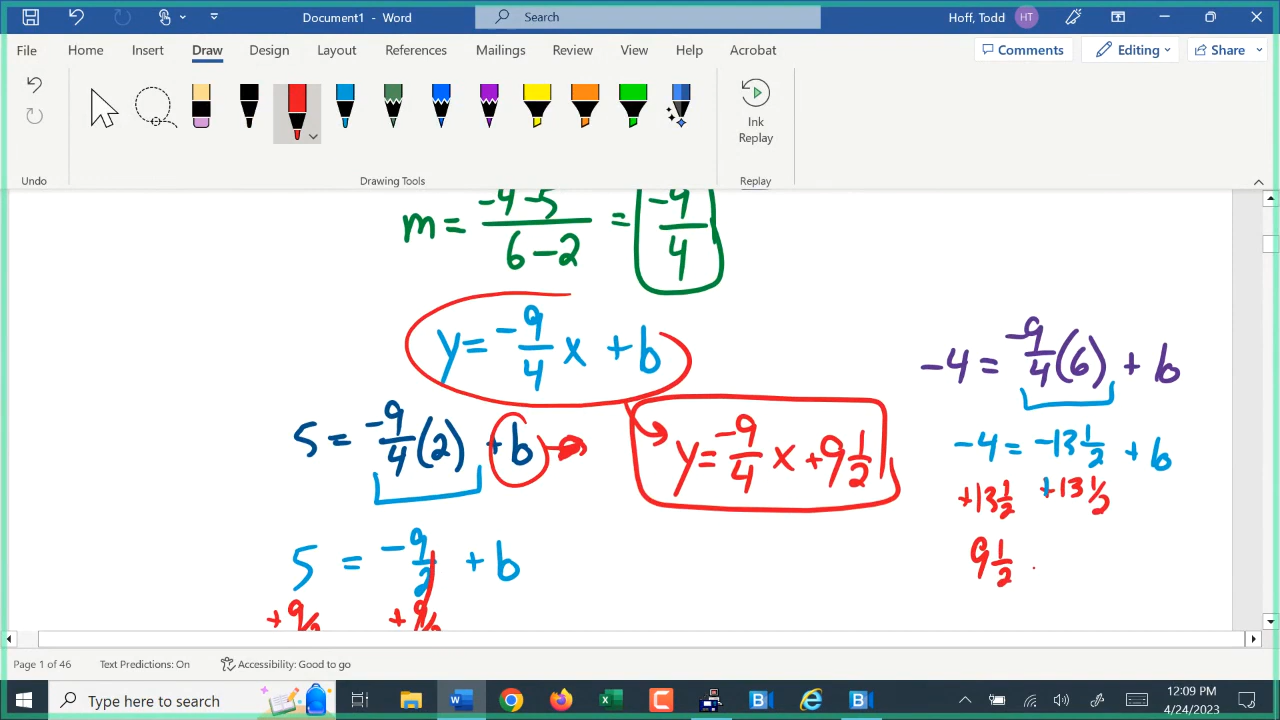 Document1 - Word
Search
Hoff, Todd HT
File Home Insert Draw Design Layout References Mailings Review View Help Acrobat
Comments Editing Share
Ink Replay
Undo Drawing Tools Replay
m = -4-5 / 6-2 = -9/4
y = -9/4 x + b
-4 = -9/4 (6) + b
5 = -9/4 (2) + b
y = -9/4 x + 9 1/2
-4 = -13 1/2 + b
+13 1/2 +13 1/2
9 1/2
5 = -9/2 + b
+9/2 +9/2
Page 1 of 46 Text Predictions: On Accessibility: Good to go
Type here to search
12:09 PM
4/24/2023